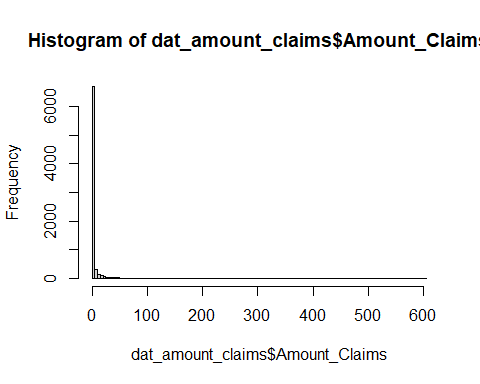 Histogram of dat_amount_claims$Amount_Claims
Frequency
6000
4000
2000
0
0 100 200 300 400 500 600
dat_amount_claims$Amount_Claims